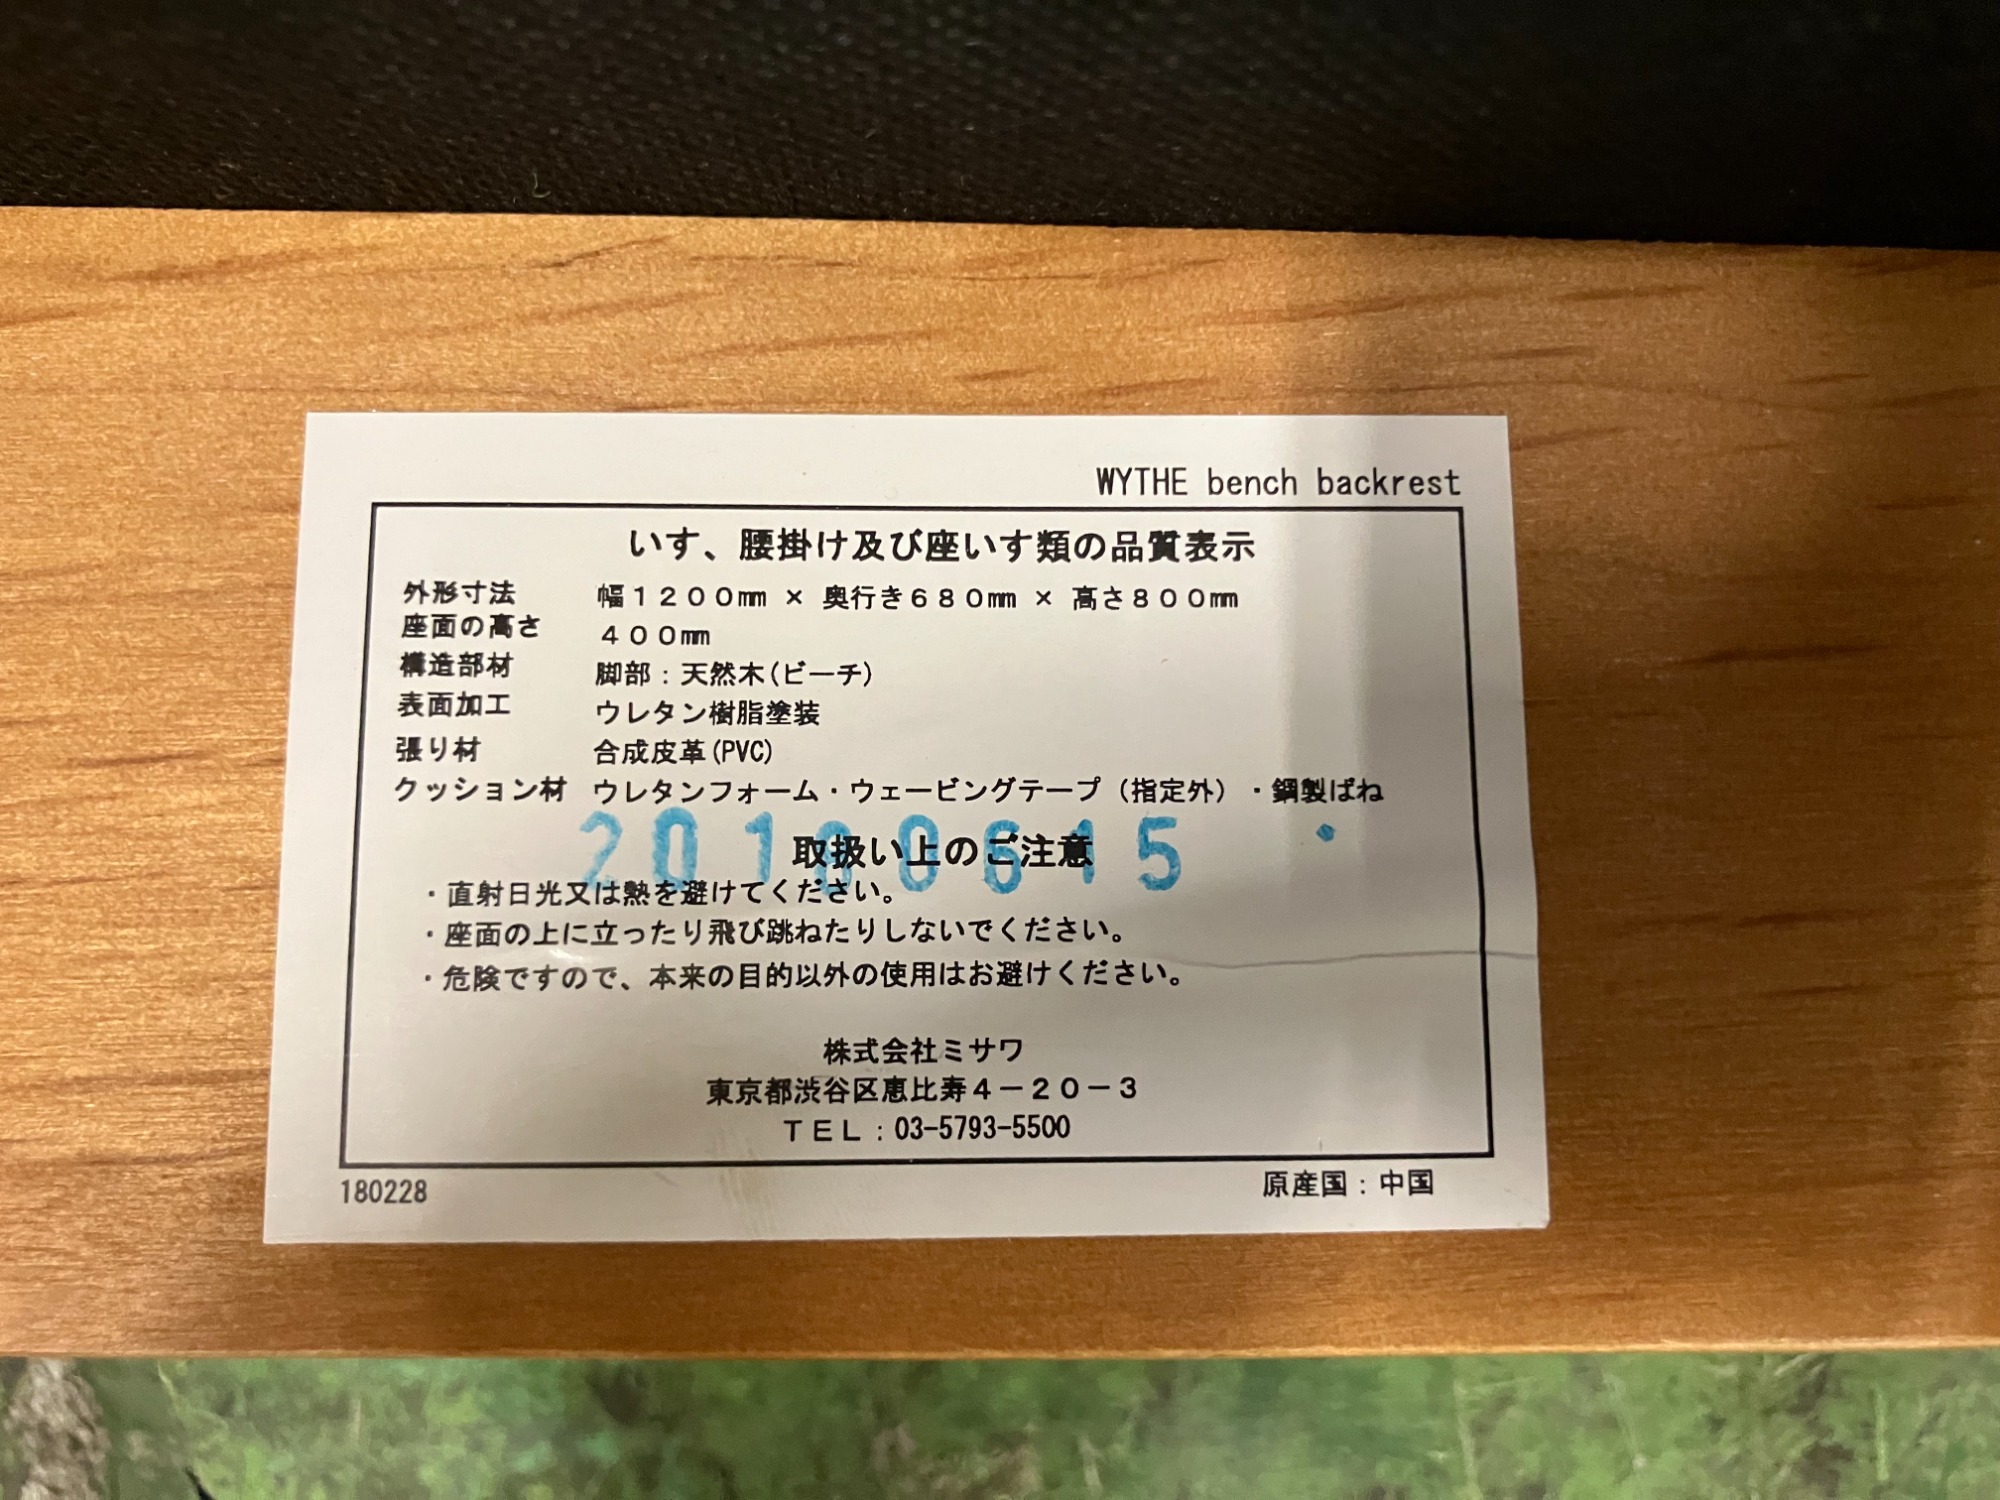 WYTHE bench backrest
いす、腰掛け及び座いす類の品質表示
外形寸法 幅１２００㎜ × 奥行き６８０㎜ × 高さ８００㎜
座面の高さ ４００㎜
構造部材 脚部：天然木(ビーチ)
表面加工 ウレタン樹脂塗装
張り材 合成皮革(PVC)
クッション材 ウレタンフォーム・ウェービングテープ（指定外）・鋼製ばね
20180615
取扱い上のご注意
・直射日光又は熱を避けてください。
・座面の上に立ったり飛び跳ねたりしないでください。
・危険ですので、本来の目的以外の使用はお避けください。
株式会社ミサワ
東京都渋谷区恵比寿４－２０－３
ＴＥＬ：03-5793-5500
180228
原産国：中国